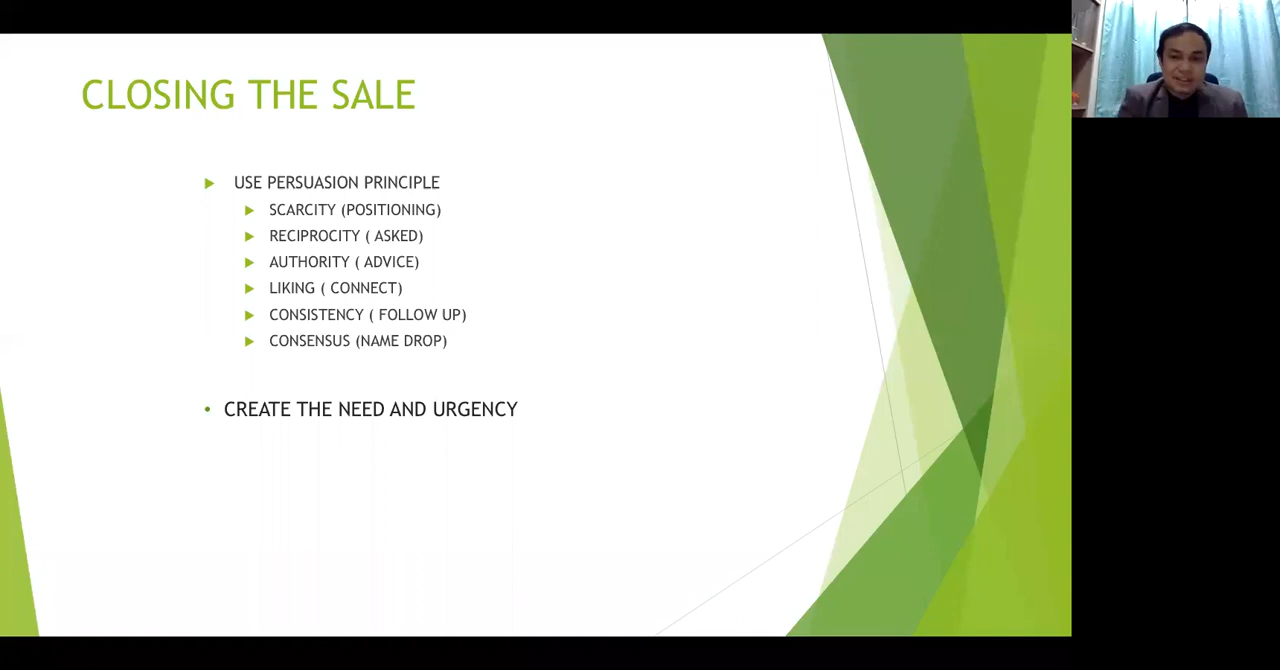 CLOSING THE SALE
USE PERSUASION PRINCIPLE
SCARCITY (POSITIONING)
RECIPROCITY ( ASKED)
AUTHORITY ( ADVICE)
LIKING ( CONNECT)
CONSISTENCY ( FOLLOW UP)
CONSENSUS (NAME DROP)
CREATE THE NEED AND URGENCY